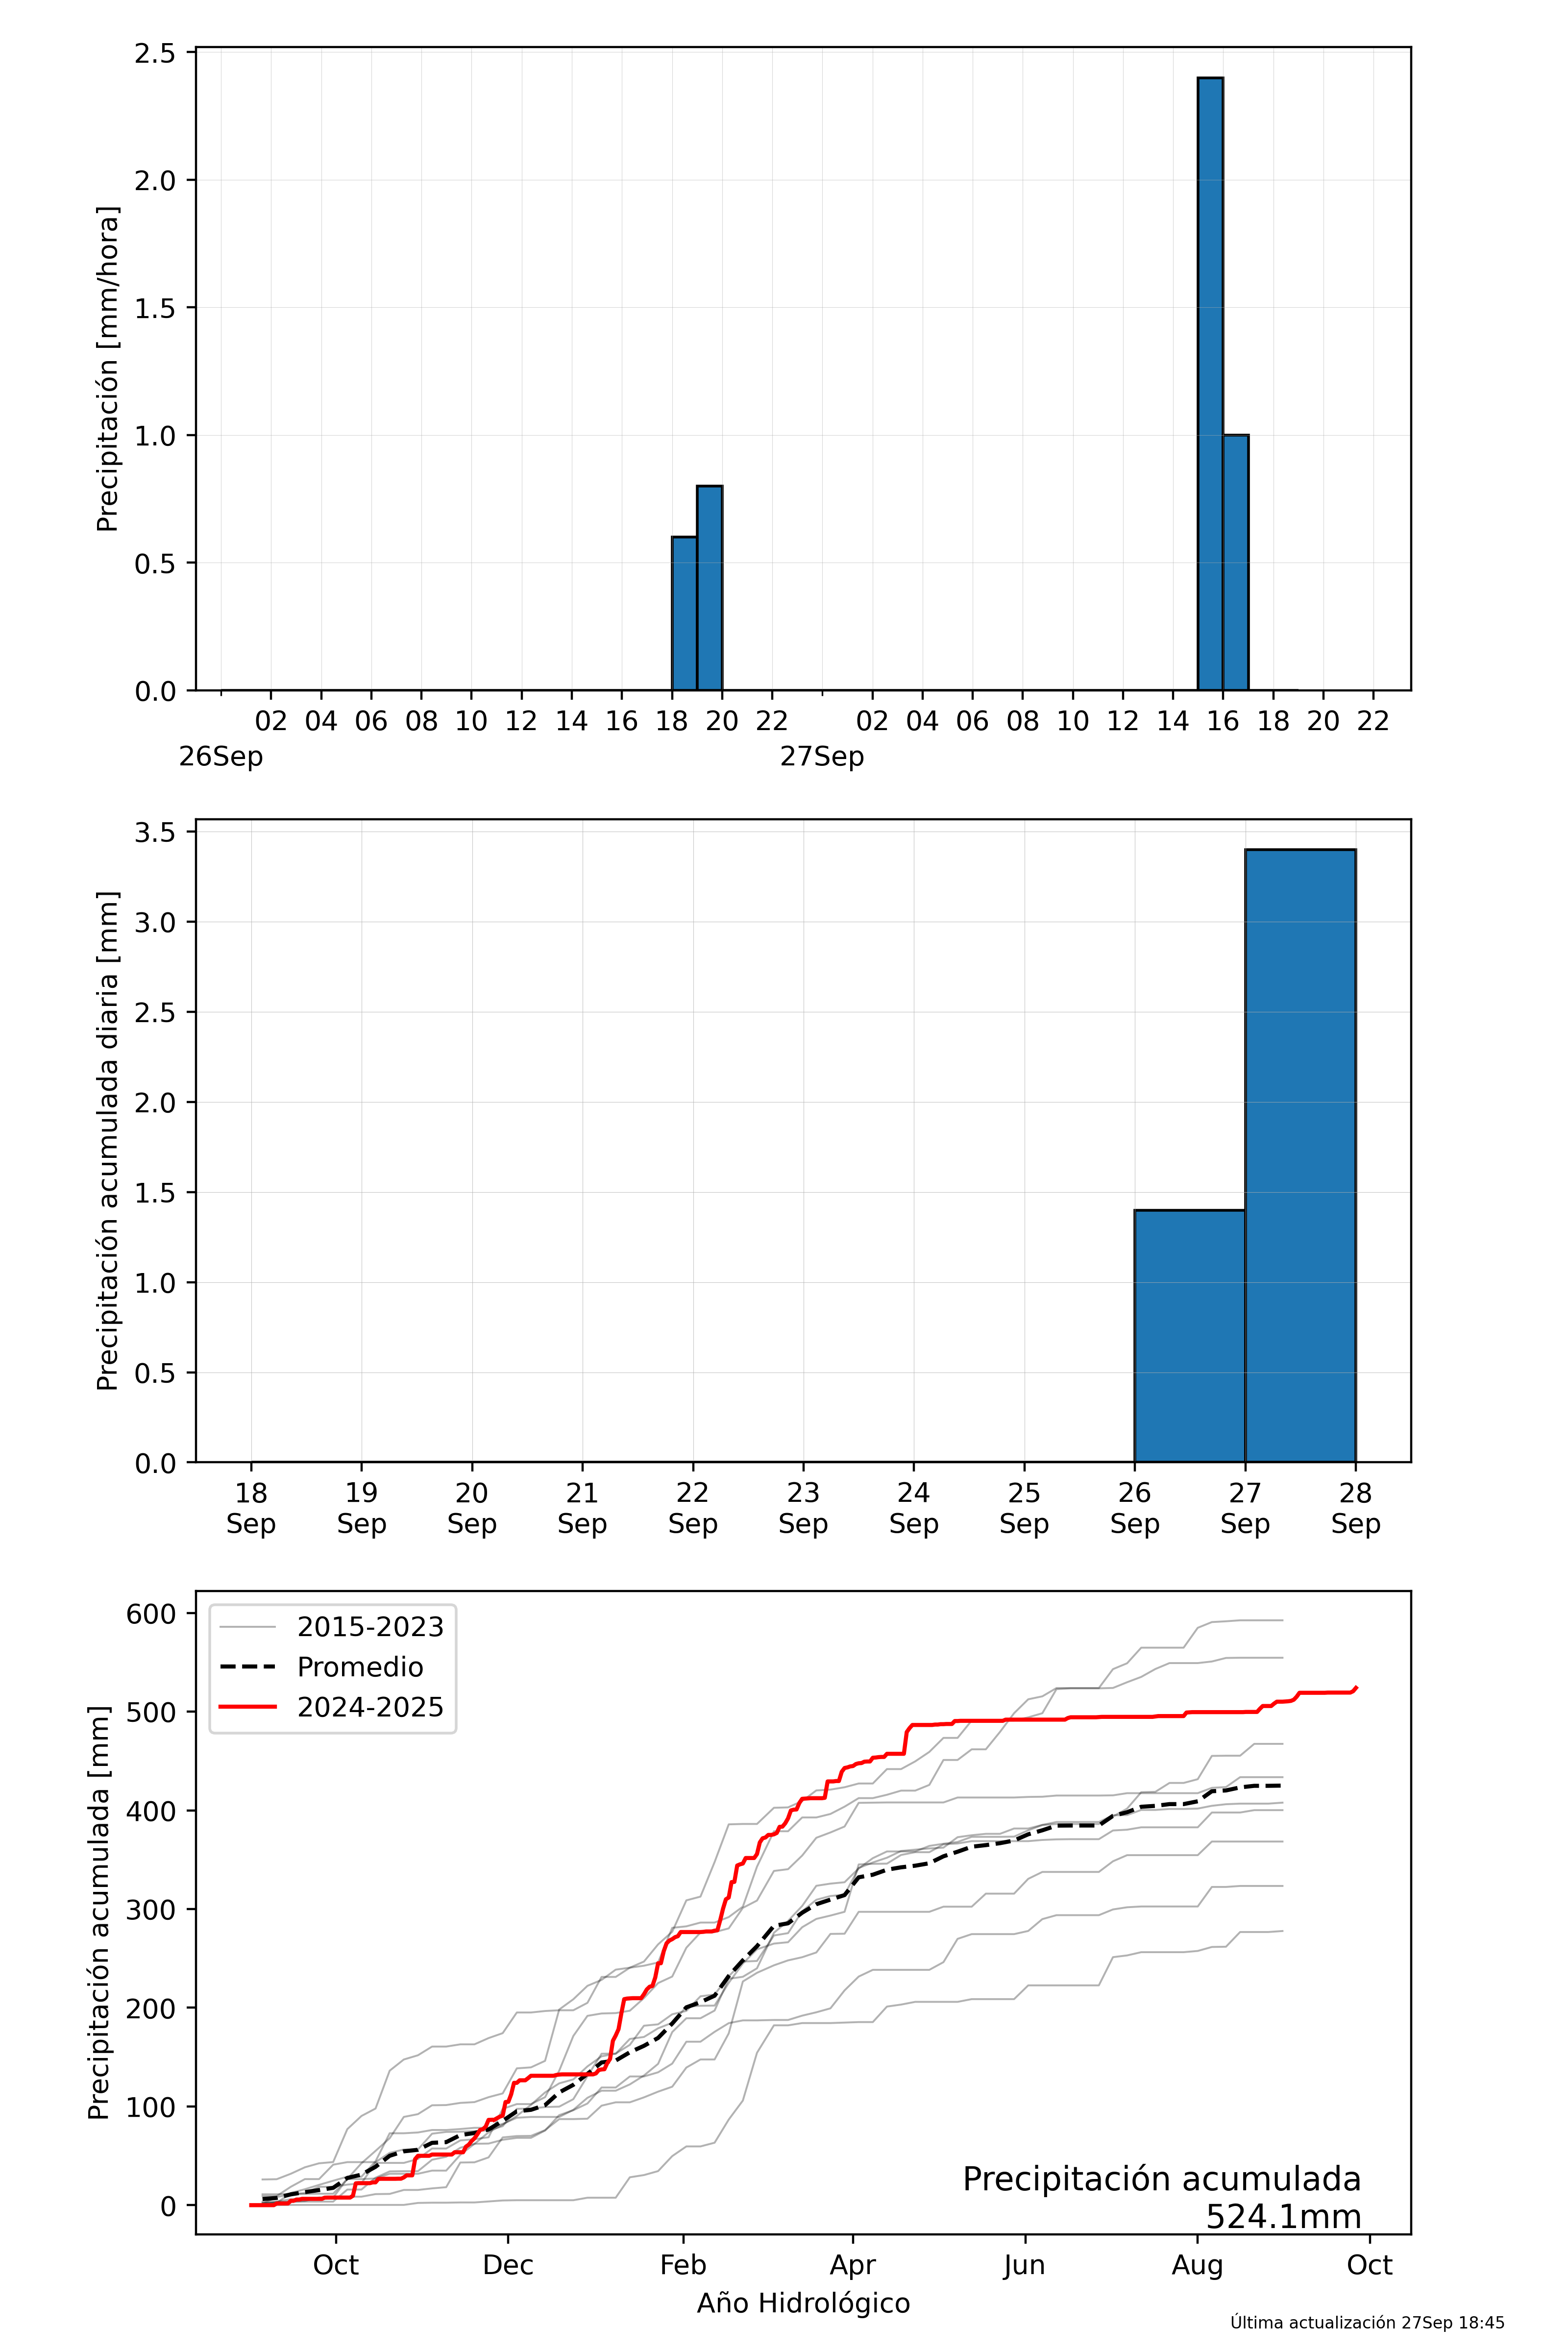 2.5
2.0
1.5
1.0
0.5
0.0
Precipitación [mm/hora]
02 04 06 08 10 12 14 16 18 20 22 02 04 06 08 10 12 14 16 18 20 22
26Sep 27Sep
3.5
3.0
2.5
2.0
1.5
1.0
0.5
0.0
Precipitación acumulada diaria [mm]
18 19 20 21 22 23 24 25 26 27 28
Sep Sep Sep Sep Sep Sep Sep Sep Sep Sep Sep
600
500
400
300
200
100
0
Precipitación acumulada [mm]
2015-2023
Promedio
2024-2025
Precipitación acumulada
524.1mm
Oct Dec Feb Apr Jun Aug Oct
Año Hidrológico
Última actualización 27Sep 18:45